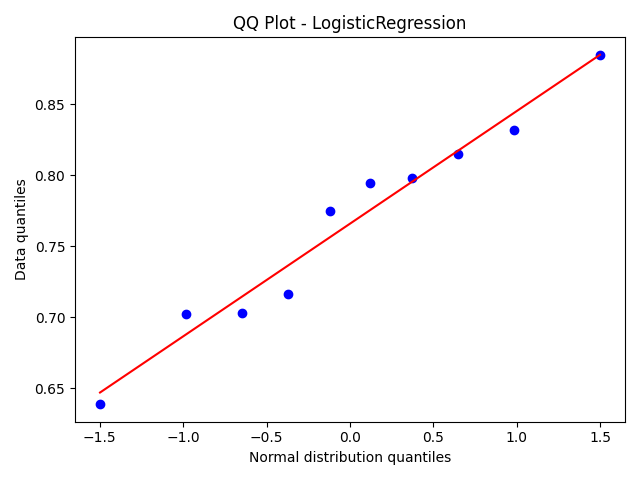 QQ Plot - LogisticRegression
Data quantiles
0.85
0.80
0.75
0.70
0.65
−1.5 −1.0 −0.5 0.0 0.5 1.0 1.5
Normal distribution quantiles